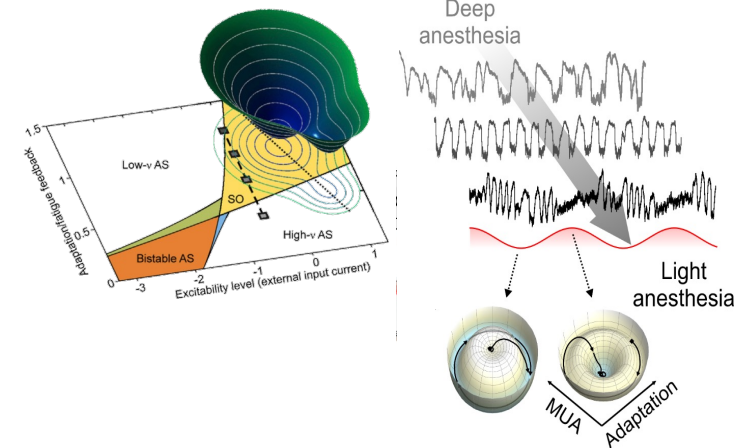 Deep
anesthesia
1.5
1
0.5
0
Adaptation/fatigue feedback
Low-ν AS
SO
High-ν AS
Bistable AS
-3
-2
-1
0
1
Excitability level (external input current)
Light
anesthesia
MUA
Adaptation